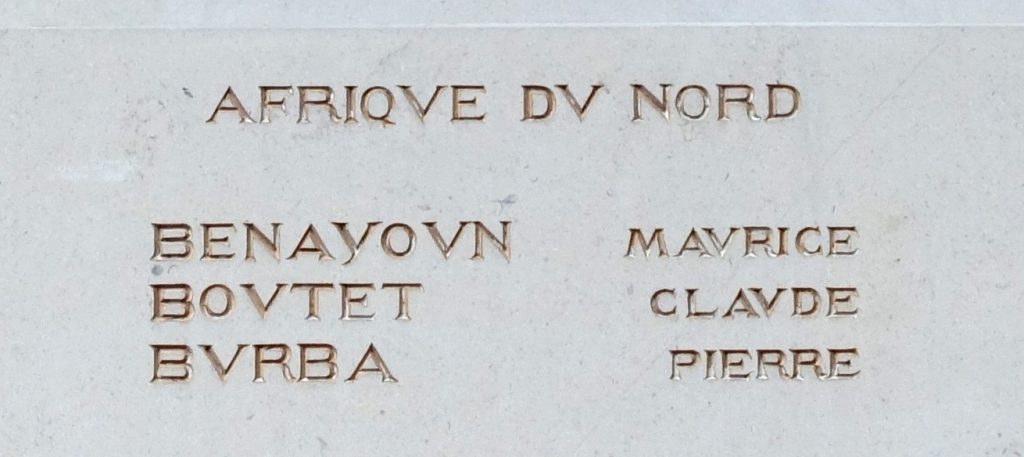 AFRIQVE DV NORD
BENAYOVN MAVRICE
BOVTET CLAVDE
BVRBA PIERRE